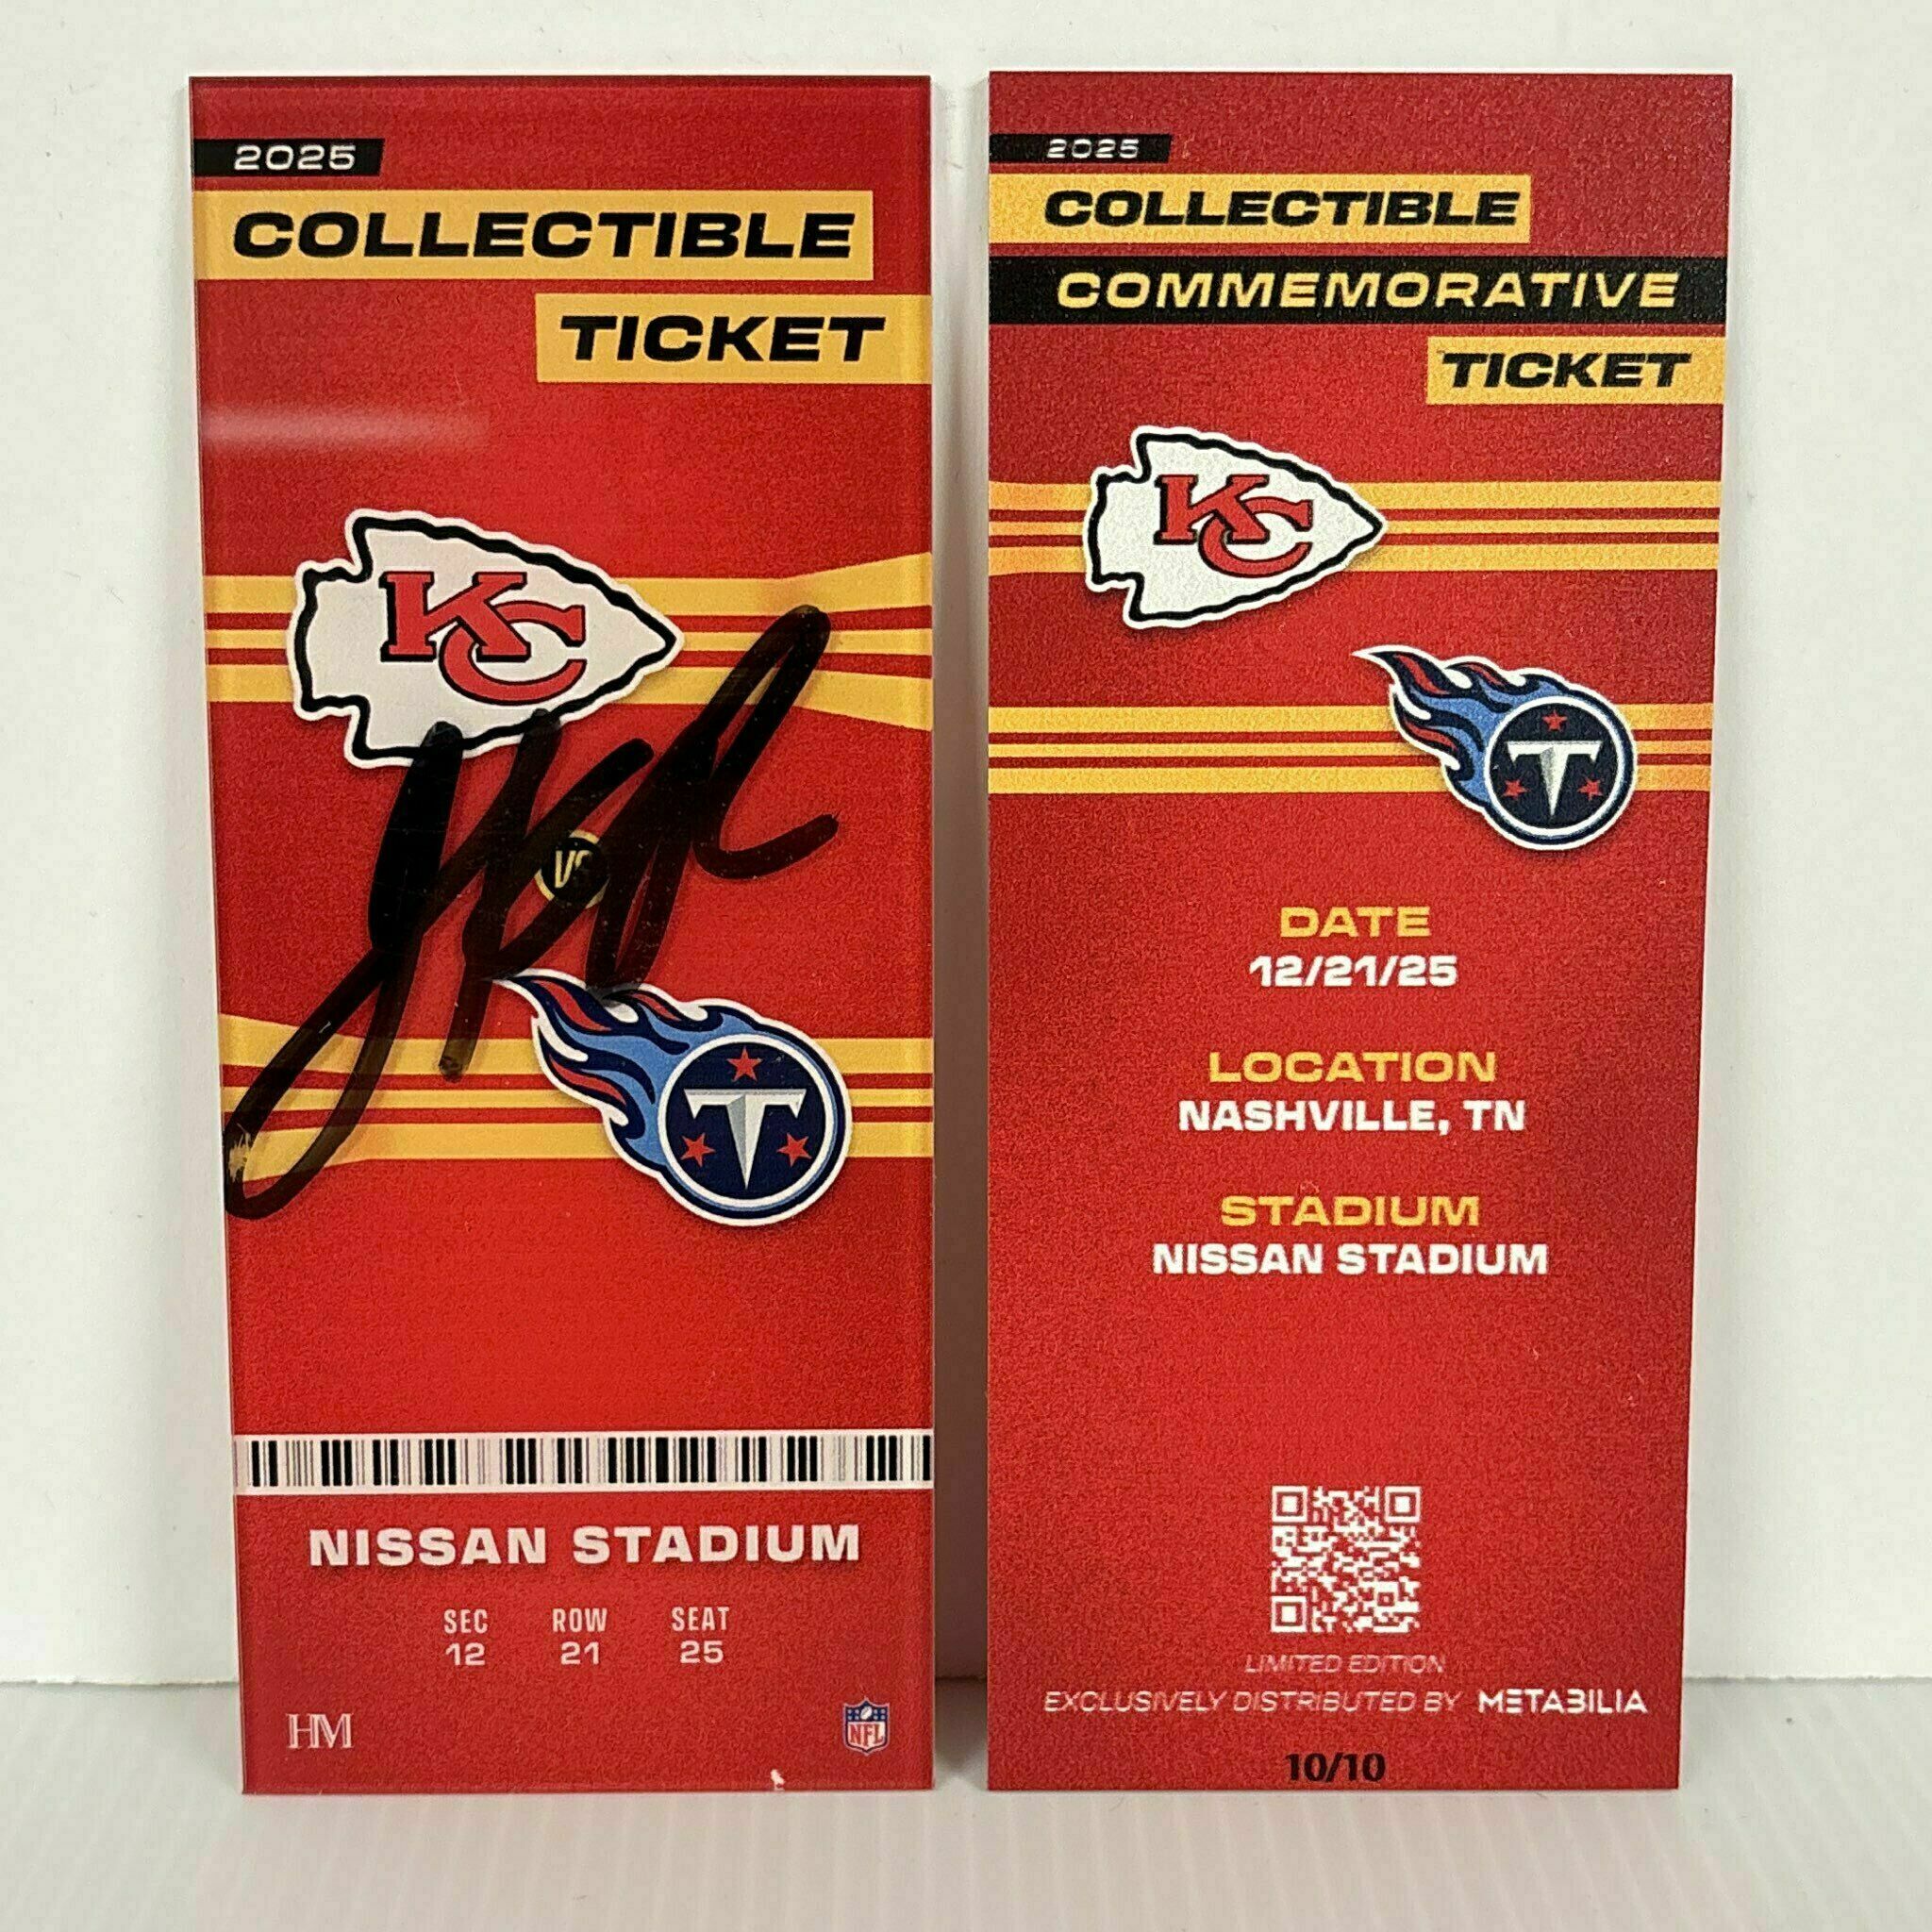 2025
COLLECTIBLE
TICKET
KC
VS
T
NISSAN STADIUM
SEC ROW SEAT
12 21 25
HM
NFL
2025
COLLECTIBLE
COMMEMORATIVE
TICKET
KC
T
DATE
12/21/25
LOCATION
NASHVILLE, TN
STADIUM
NISSAN STADIUM
LIMITED EDITION
EXCLUSIVELY DISTRIBUTED BY METABILIA
10/10